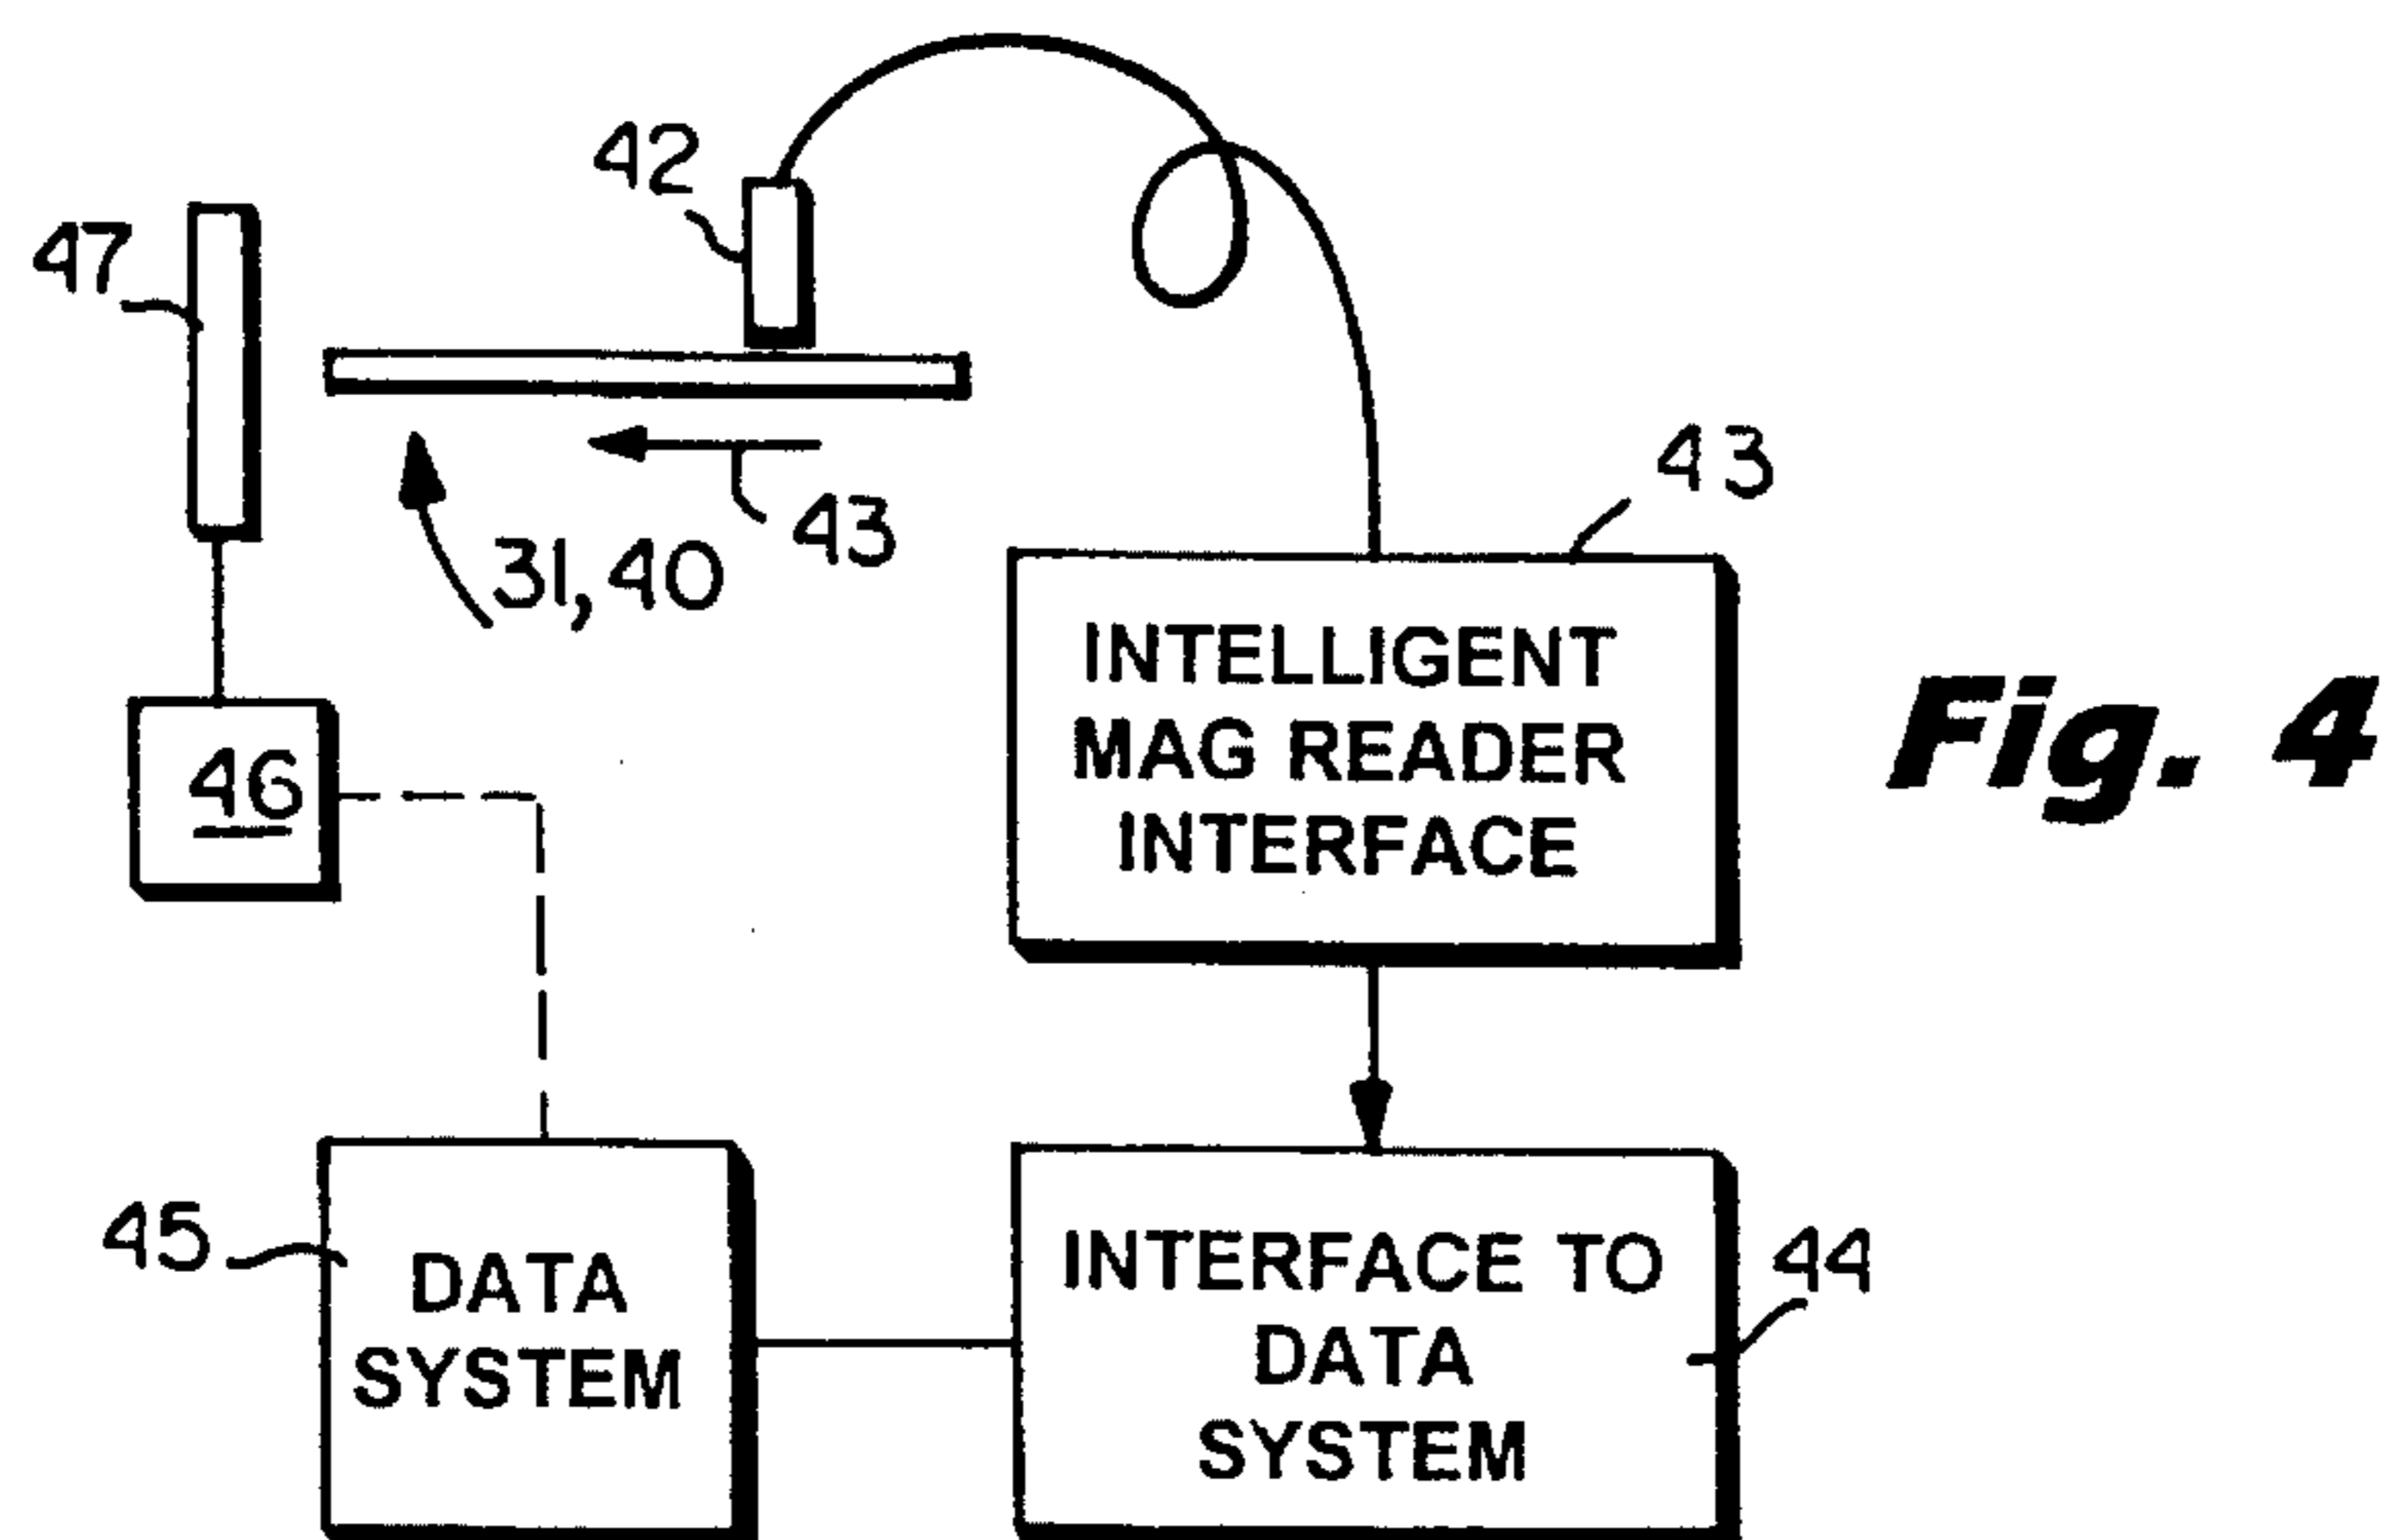 42
47
43
31, 40
43
INTELLIGENT
MAG READER
INTERFACE
Fig. 4
46
45
DATA
SYSTEM
INTERFACE TO
DATA
SYSTEM
44